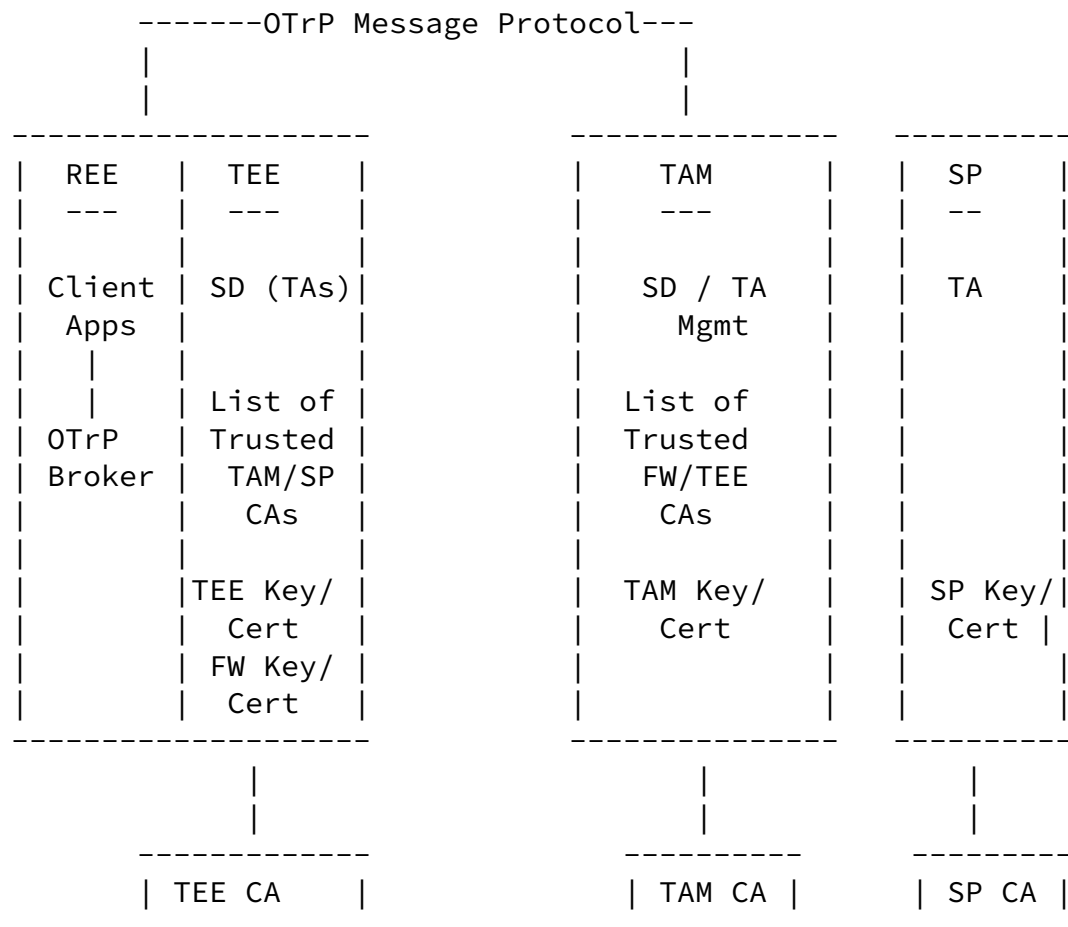 -------OTrP Message Protocol---
|                              |
|                              |
--------------------           ---------------   ----------
|  REE   |  TEE    |           |    TAM      |   |  SP    |
|  ---   |  ---    |           |    ---      |   |  --    |
|        |         |           |             |   |        |
| Client | SD (TAs)|           |   SD / TA   |   |  TA    |
|  Apps  |         |           |     Mgmt    |   |        |
|   |    |         |           |             |   |        |
|   |    | List of |           |  List of    |   |        |
| OTrP   | Trusted |           |  Trusted    |   |        |
| Broker |  TAM/SP |           |   FW/TEE    |   |        |
|        |   CAs   |           |    CAs      |   |        |
|        |         |           |             |   |        |
|        |TEE Key/ |           |  TAM Key/   |   | SP Key/|
|        |  Cert   |           |    Cert     |   |  Cert |
|        | FW Key/ |           |             |   |        |
|        |  Cert   |           |             |   |        |
--------------------           ---------------   ----------
             |                        |              |
             |                        |              |
       -------------              ----------      ---------
       | TEE CA    |              | TAM CA |      | SP CA |